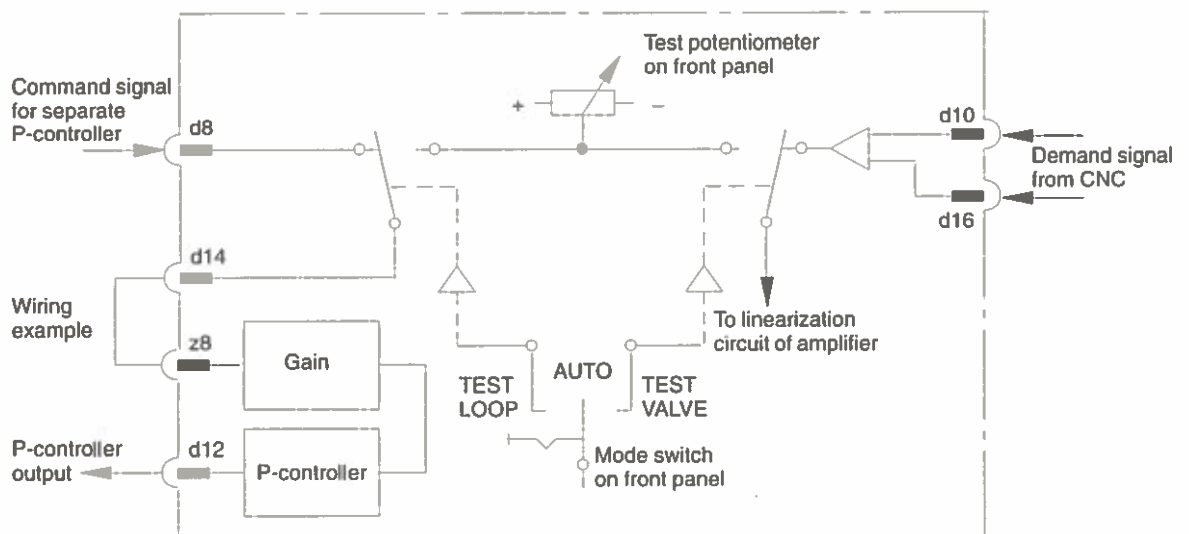 Test potentiometer
on front panel
Command signal
for separate
P-controller
d8
+
–
d10
Demand signal
from CNC
d16
d14
Wiring
example
z8
Gain
To linearization
circuit of amplifier
TEST
LOOP
AUTO
TEST
VALVE
P-controller
output
d12
P-controller
Mode switch
on front panel